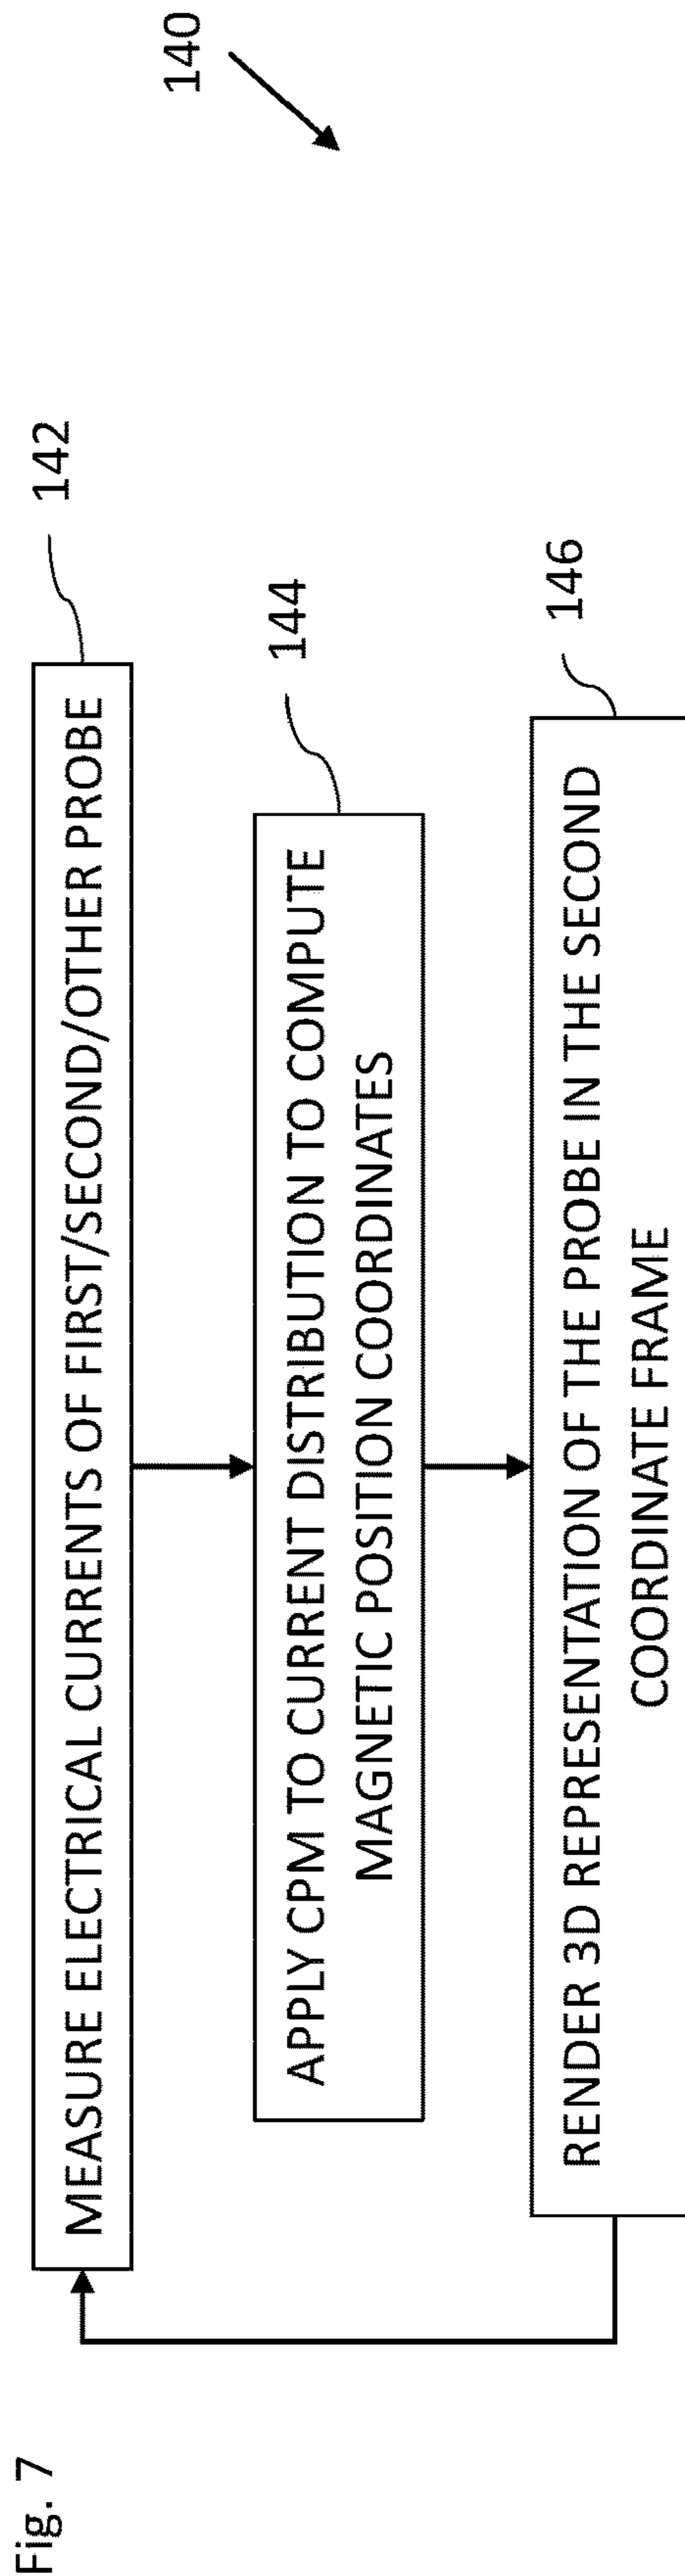 Fig. 7
140
MEASURE ELECTRICAL CURRENTS OF FIRST/SECOND/OTHER PROBE
142
APPLY CPM TO CURRENT DISTRIBUTION TO COMPUTE
MAGNETIC POSITION COORDINATES
144
RENDER 3D REPRESENTATION OF THE PROBE IN THE SECOND
COORDINATE FRAME
146